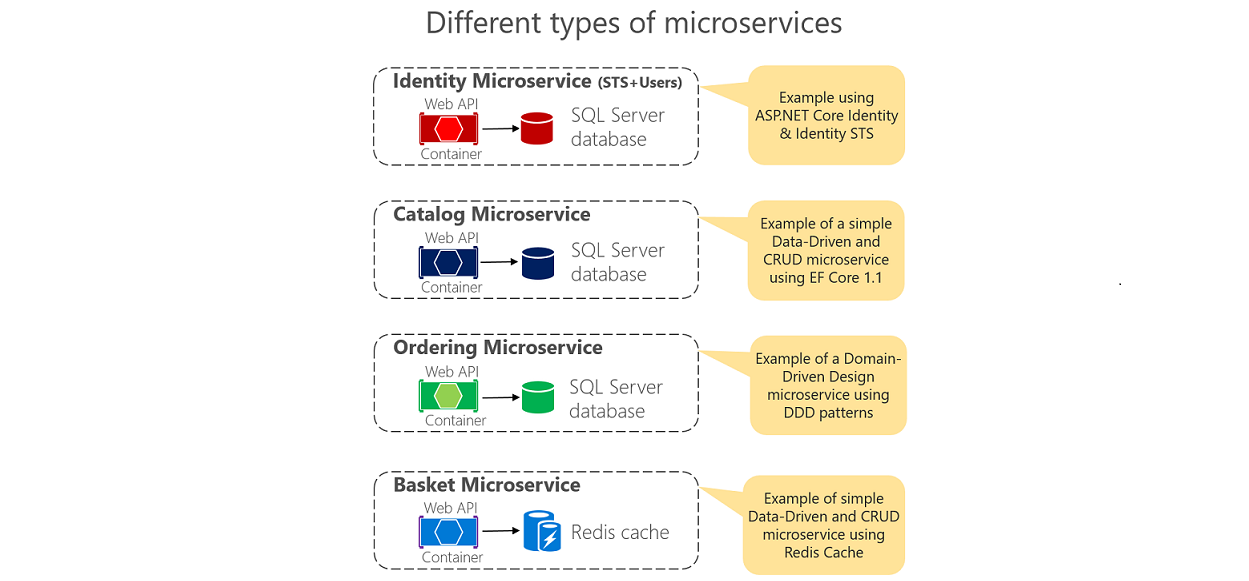 Different types of microservices
Identity Microservice (STS+Users)
Web API
Container
SQL Server
database
Example using
ASP.NET Core Identity
& Identity STS
Catalog Microservice
Web API
Container
SQL Server
database
Example of a simple
Data-Driven and
CRUD microservice
using EF Core 1.1
Ordering Microservice
Web API
Container
SQL Server
database
Example of a Domain-
Driven Design
microservice using
DDD patterns
Basket Microservice
Web API
Container
Redis cache
Example of simple
Data-Driven and CRUD
microservice using
Redis Cache
.